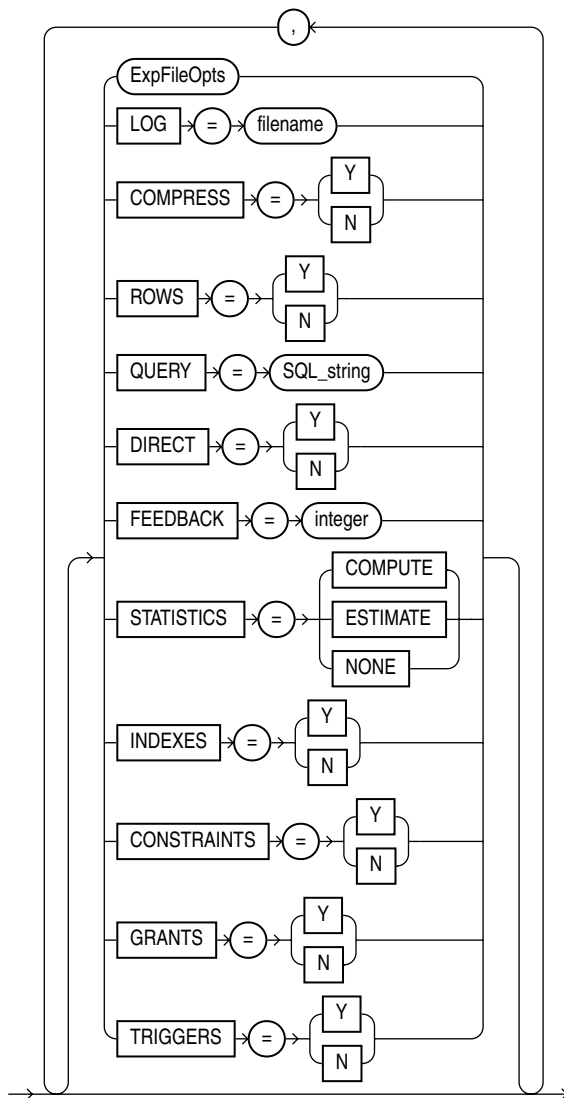 ,
ExpFileOpts
LOG = filename
Y
COMPRESS =
N
Y
ROWS =
N
QUERY = SQL_string
Y
DIRECT =
N
FEEDBACK = integer
COMPUTE
STATISTICS = ESTIMATE
NONE
Y
INDEXES =
N
Y
CONSTRAINTS =
N
Y
GRANTS =
N
Y
TRIGGERS =
N